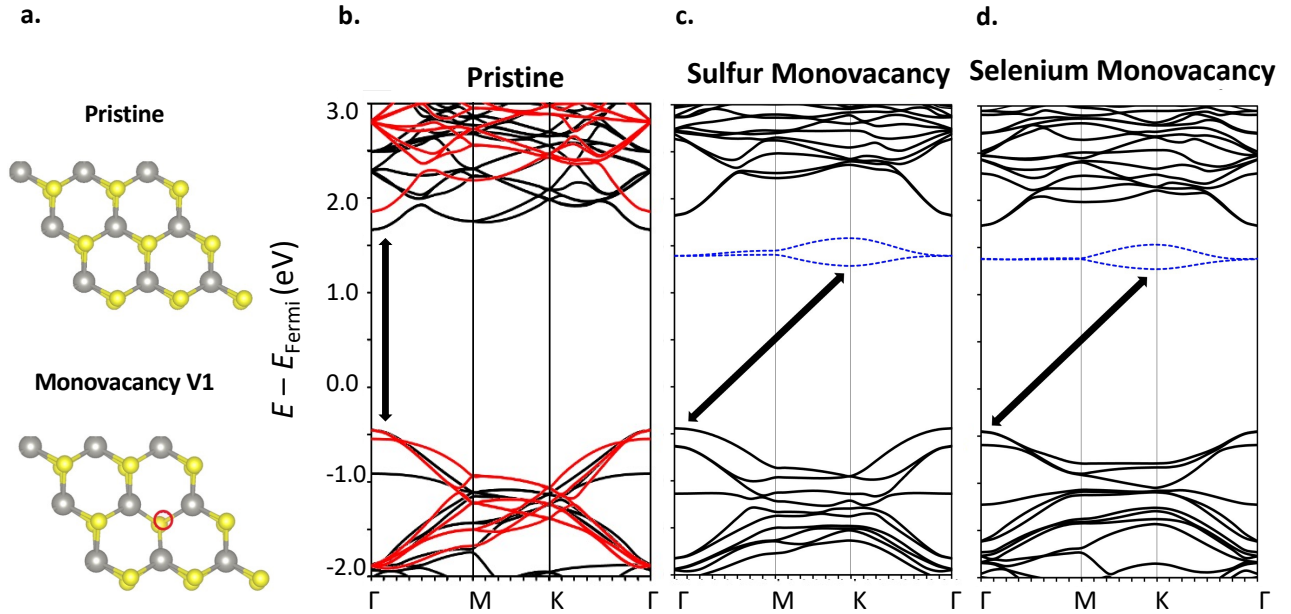 a.
b.
c.
d.
Pristine
Monovacancy V1
Pristine
Sulfur Monovacancy
Selenium Monovacancy
E − E_Fermi (eV)
3.0
2.0
1.0
0.0
-1.0
-2.0
Γ M K Γ
Γ M K Γ
Γ M K Γ